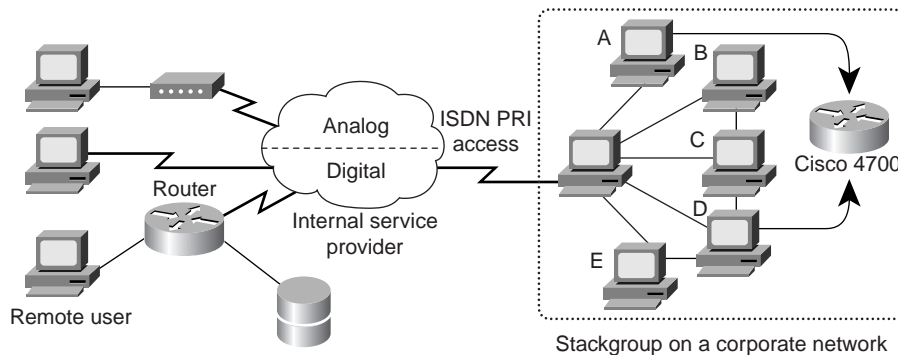 A
B
ISDN PRI
access
Analog
C
Cisco 4700
Digital
Router
D
Internal service
provider
E
Remote user
Stackgroup on a corporate network